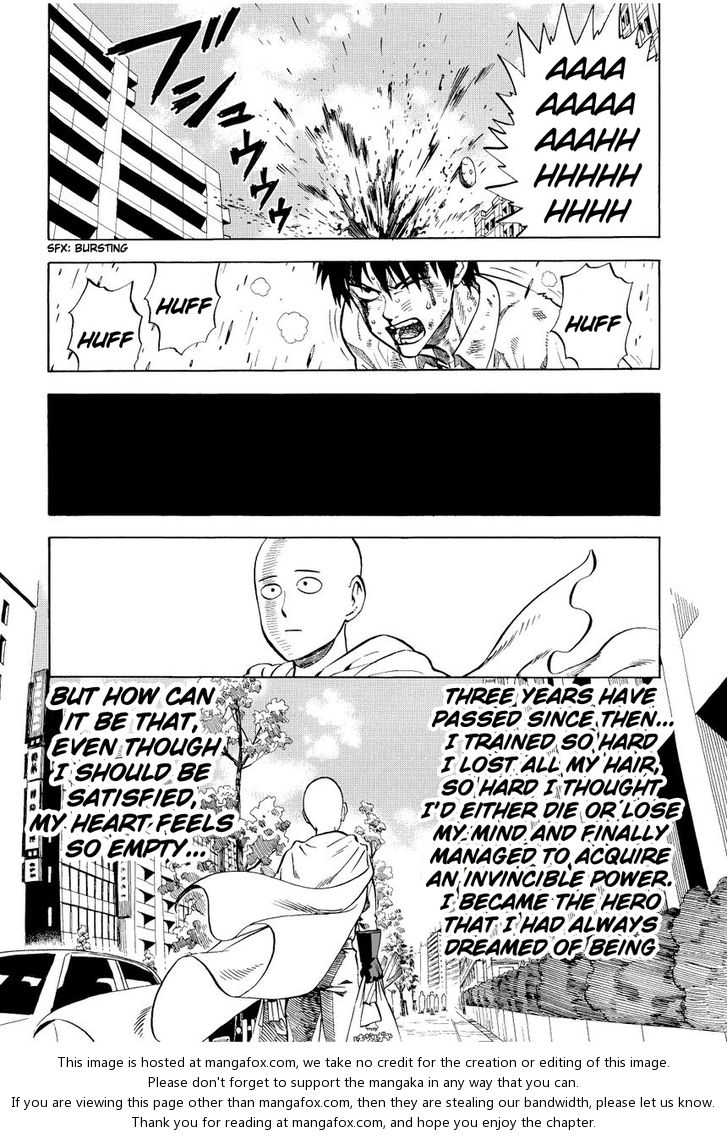 ブシュウゥゥ
AAAA
AAAAA
AAAHH
HHHHH
HHHH
SFX: BURSTING
HUFF
HUFF
HUFF
THREE YEARS HAVE
PASSED SINCE THEN...
I TRAINED SO HARD
I LOST ALL MY HAIR,
SO HARD I THOUGHT
I'D EITHER DIE OR LOSE
MY MIND AND FINALLY
MANAGED TO ACQUIRE
AN INVINCIBLE POWER.
I BECAME THE HERO
THAT I HAD ALWAYS
DREAMED OF BEING
BUT HOW CAN
IT BE THAT,
EVEN THOUGH
I SHOULD BE
SATISFIED,
MY HEART FEELS
SO EMPTY...
This image is hosted at mangafox.com, we take no credit for the creation or editing of this image.
Please don't forget to support the mangaka in any way that you can.
If you are viewing this page other than mangafox.com, then they are stealing our bandwidth, please let us know.
Thank you for reading at mangafox.com, and hope you enjoy the chapter.